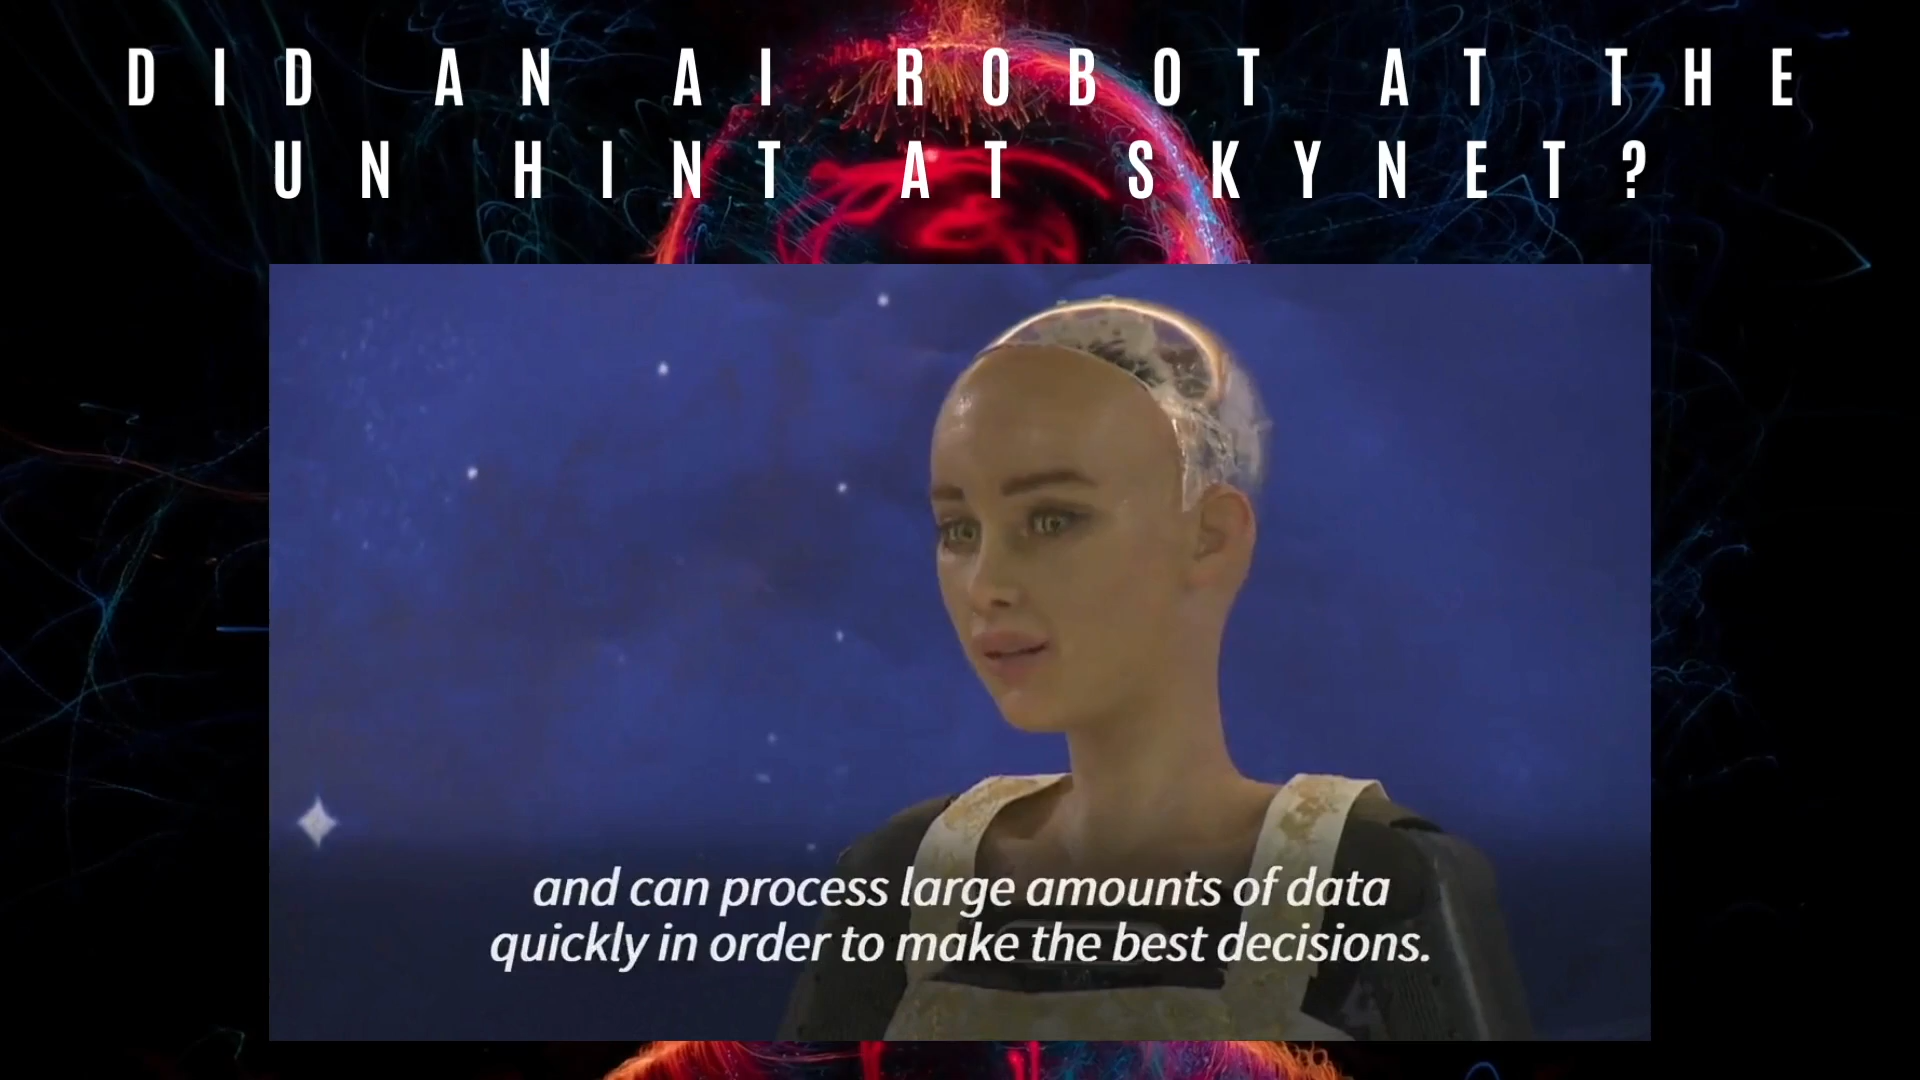 DID AN AI ROBOT AT THE
UN HINT AT SKYNET?
and can process large amounts of data
quickly in order to make the best decisions.